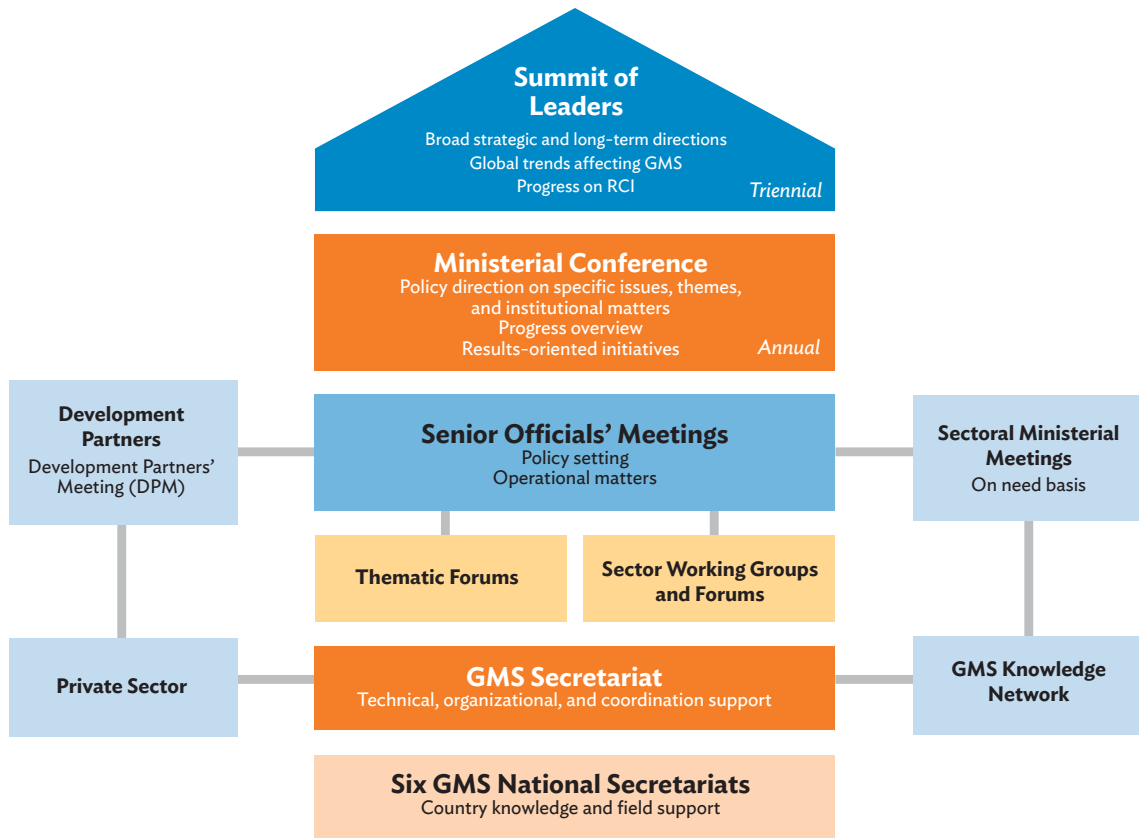 Summit of
Leaders
Broad strategic and long-term directions
Global trends affecting GMS
Progress on RCI
Triennial
Ministerial Conference
Policy direction on specific issues, themes,
and institutional matters
Progress overview
Results-oriented initiatives
Annual
Development
Partners
Development Partners’
Meeting (DPM)
Senior Officials’ Meetings
Policy setting
Operational matters
Sectoral Ministerial
Meetings
On need basis
Thematic Forums
Sector Working Groups
and Forums
Private Sector
GMS Secretariat
Technical, organizational, and coordination support
GMS Knowledge
Network
Six GMS National Secretariats
Country knowledge and field support